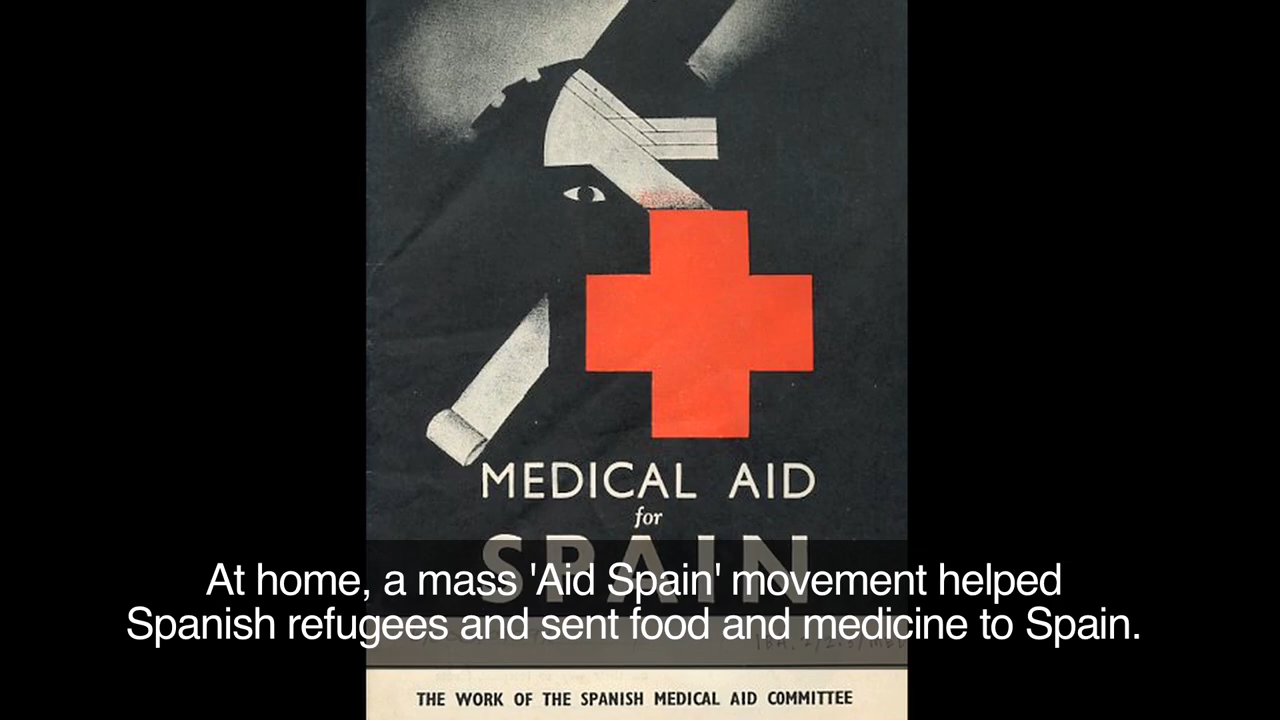 MEDICAL AID
for
SPAIN
At home, a mass 'Aid Spain' movement helped
Spanish refugees and sent food and medicine to Spain.
THE WORK OF THE SPANISH MEDICAL AID COMMITTEE